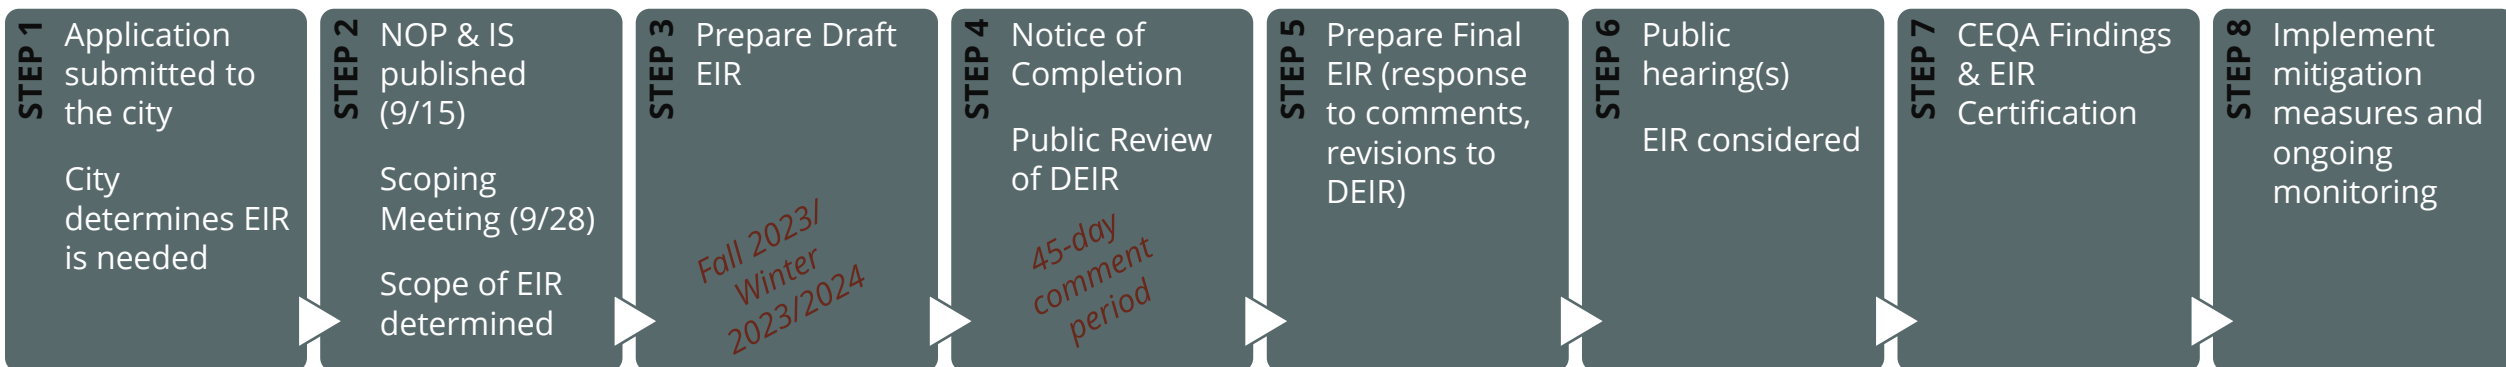 STEP 1
Application
submitted to
the city
City
determines EIR
is needed
STEP 2
NOP & IS
published
(9/15)
Scoping
Meeting (9/28)
Scope of EIR
determined
STEP 3
Prepare Draft
EIR
Fall 2023/
Winter
2023/2024
STEP 4
Notice of
Completion
Public Review
of DEIR
45-day
comment
period
STEP 5
Prepare Final
EIR (response
to comments,
revisions to
DEIR)
STEP 6
Public
hearing(s)
EIR considered
STEP 7
CEQA Findings
& EIR
Certification
STEP 8
Implement
mitigation
measures and
ongoing
monitoring